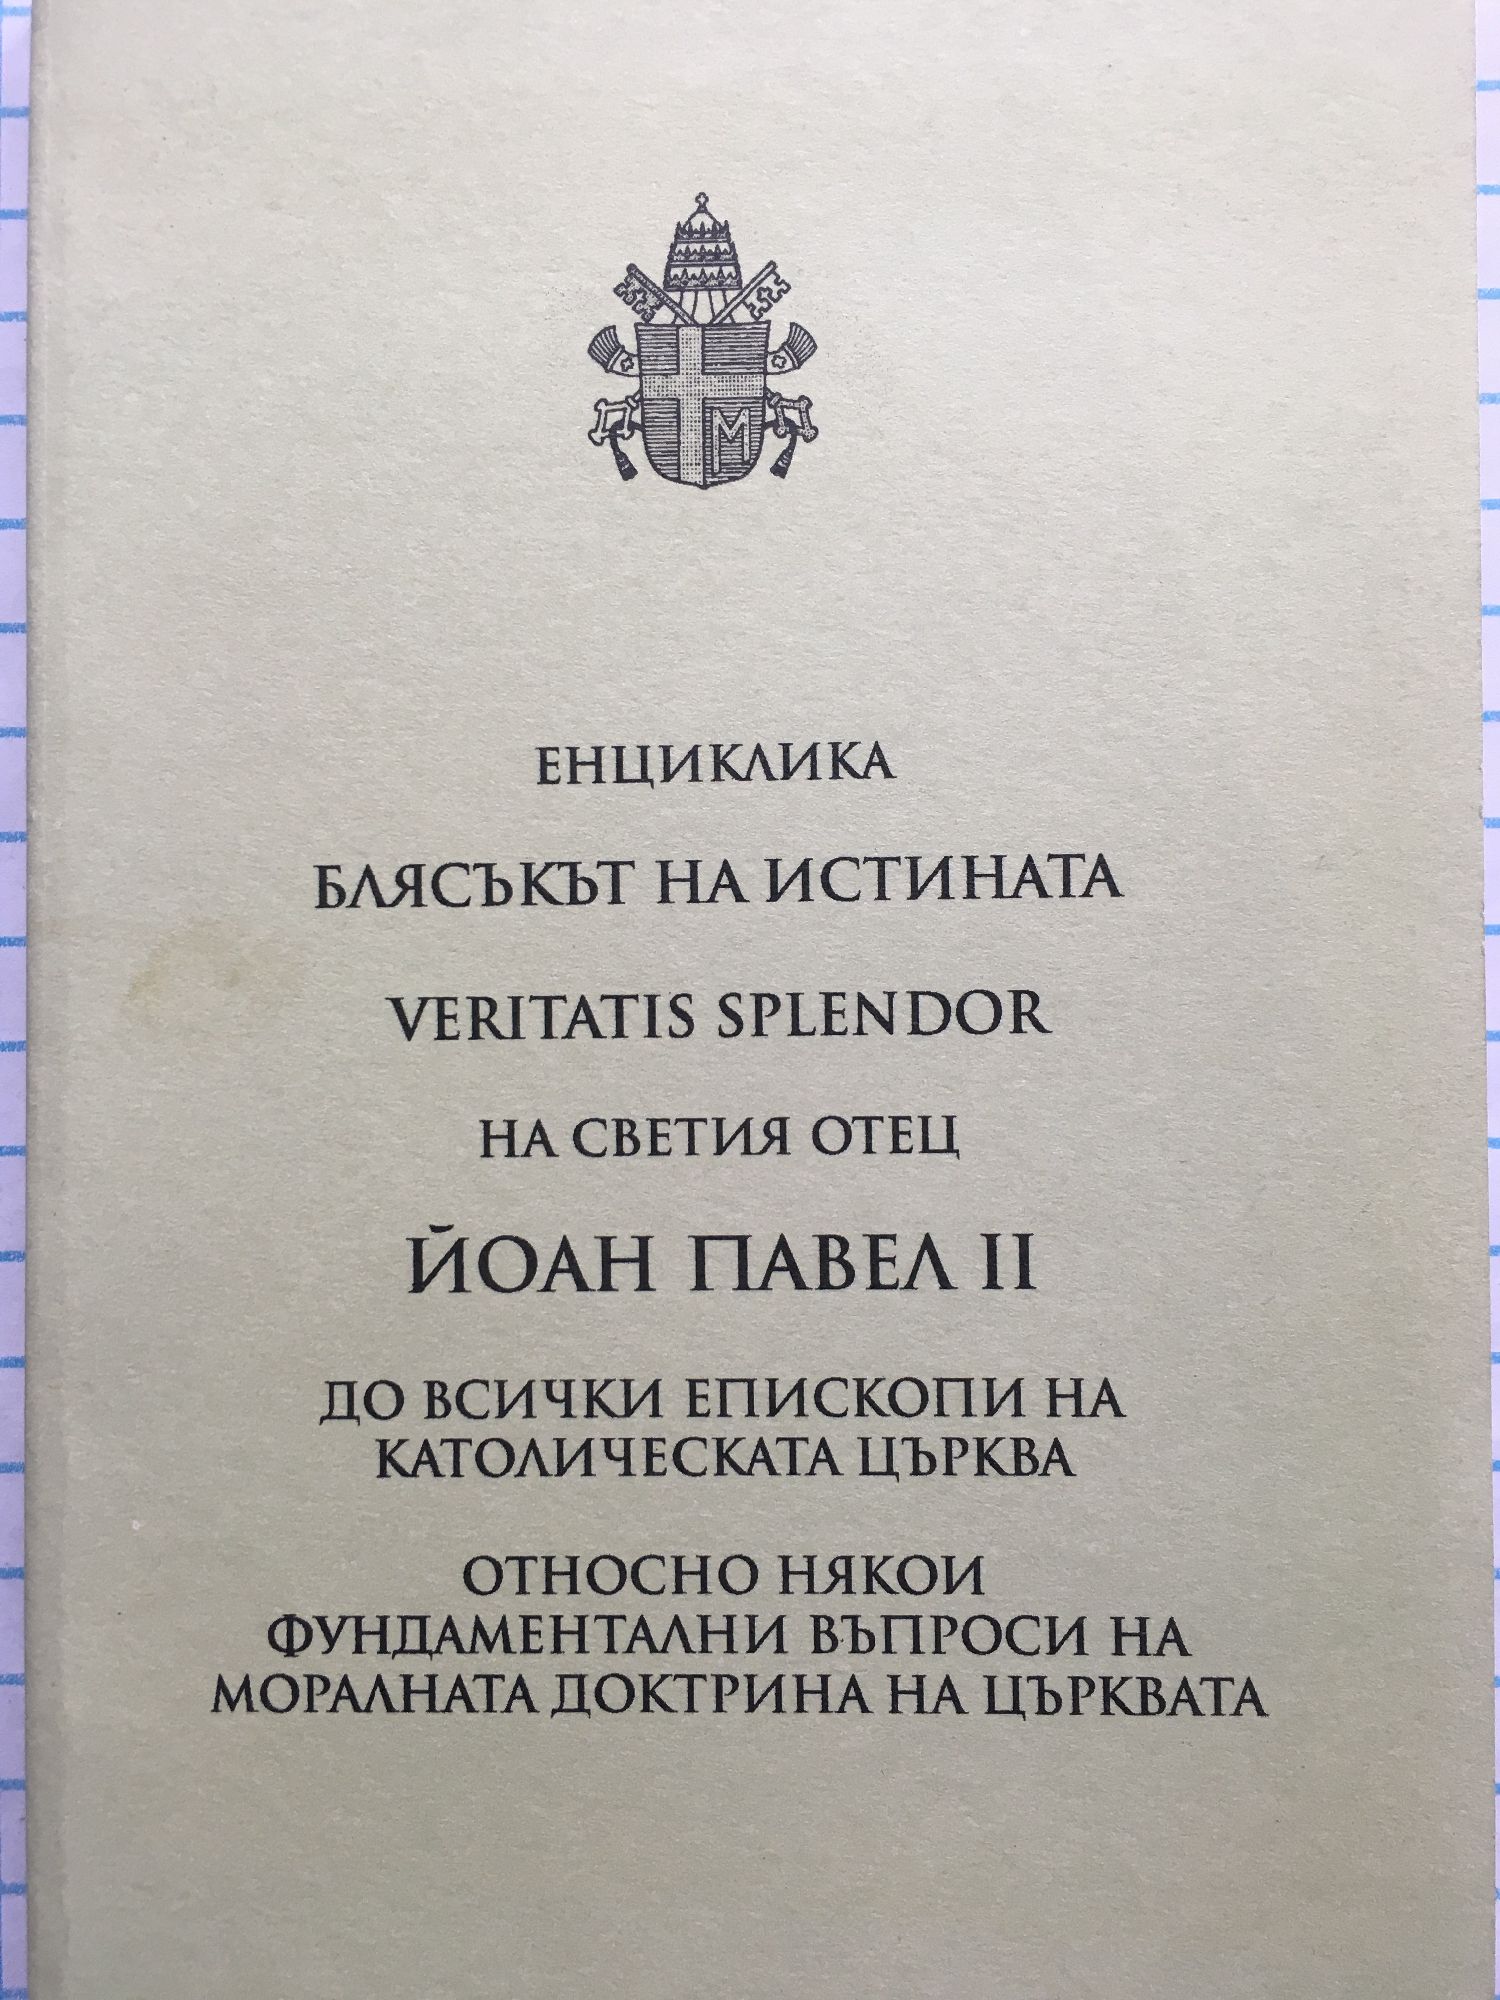 ЕНЦИКЛИКА
БЛЯСЪКЪТ НА ИСТИНАТА
VERITATIS SPLENDOR
НА СВЕТИЯ ОТЕЦ
ЙОАН ПАВЕЛ II
ДО ВСИЧКИ ЕПИСКОПИ НА
КАТОЛИЧЕСКАТА ЦЪРКВА
ОТНОСНО НЯКОИ
ФУНДАМЕНТАЛНИ ВЪПРОСИ НА
МОРАЛНАТА ДОКТРИНА НА ЦЪРКВАТА